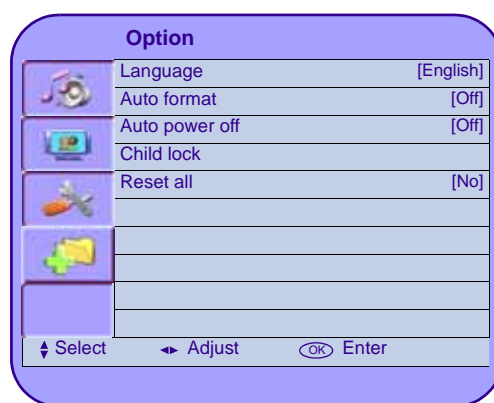 Option
Language [English]
Auto format [Off]
Auto power off [Off]
Child lock
Reset all [No]
Select Adjust OK Enter